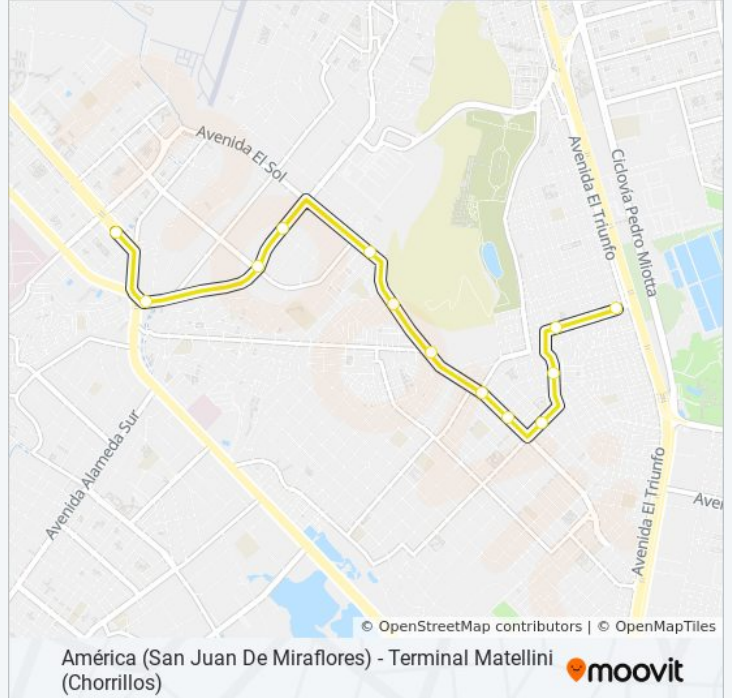 Avenida El Sol
Avenida El Triunfo
Ciclovía Pedro Miotta
Avenida Alameda Sur
Avenida El Triunfo
Aven
© OpenStreetMap contributors | © OpenMapTiles
América (San Juan De Miraflores) - Terminal Matellini
(Chorrillos)
moovit